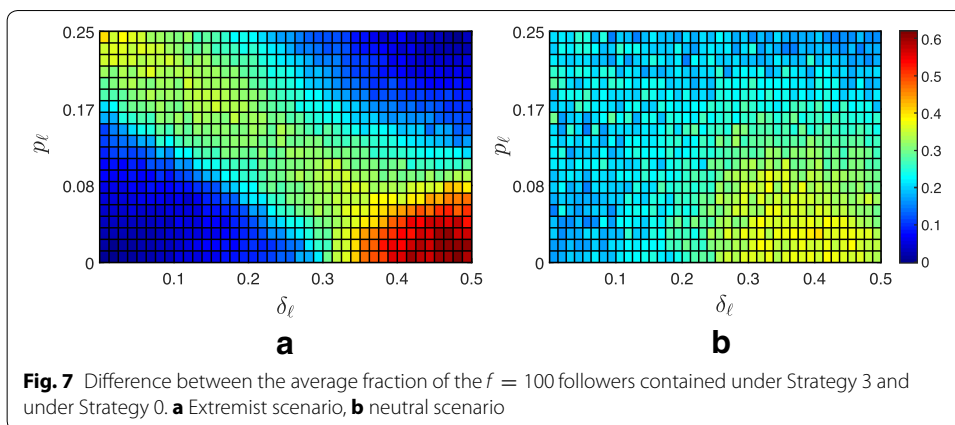 0.25
0.17
0.08
0
pℓ
0.1 0.2 0.3 0.4 0.5
δℓ
a
0.25
0.17
0.08
0
pℓ
0.1 0.2 0.3 0.4 0.5
δℓ
b
0.6
0.5
0.4
0.3
0.2
0.1
0
Fig. 7 Difference between the average fraction of the f = 100 followers contained under Strategy 3 and
under Strategy 0. a Extremist scenario, b neutral scenario